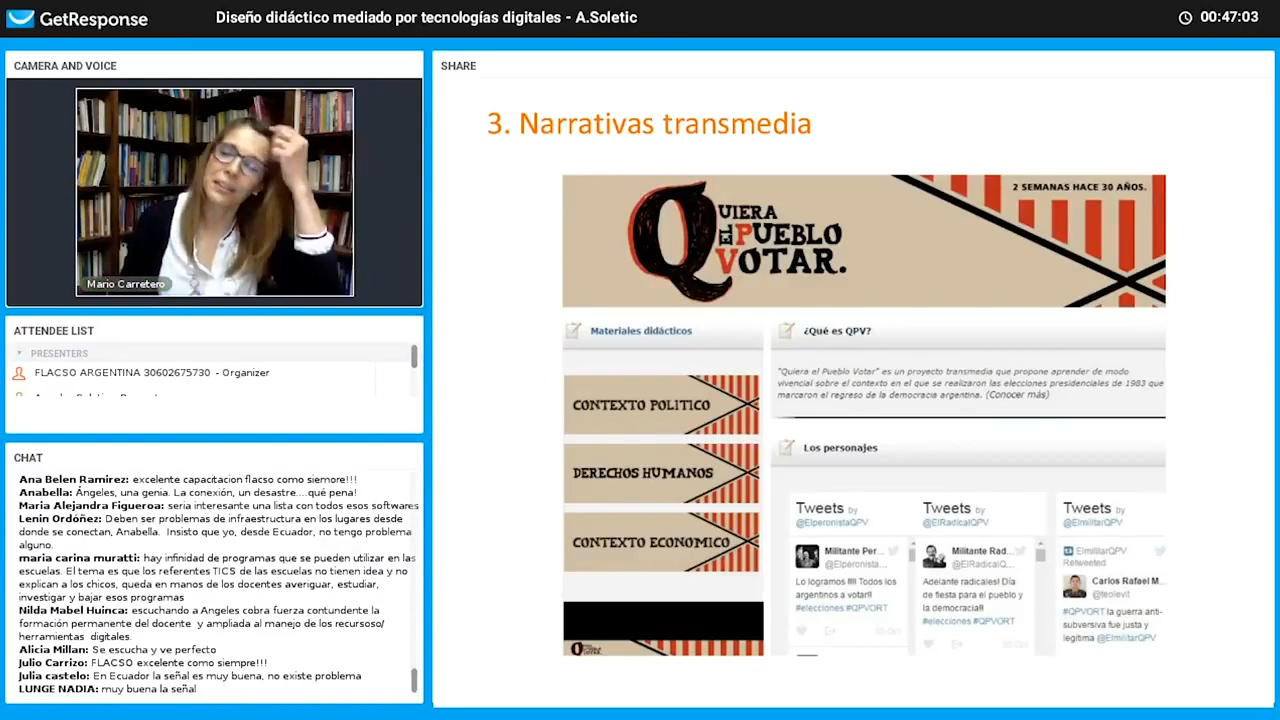 GetResponse
Diseño didáctico mediado por tecnologías digitales - A.Soletic
00:47:03
CAMERA AND VOICE
Mario Carretero
ATTENDEE LIST
PRESENTERS
FLACSO ARGENTINA 30602675730 - Organizer
CHAT
Ana Belen Ramirez: excelente capacitacion flacso como siempre!!!
Anabella: Ángeles, una genia. La conexión, un desastre....qué pena!
Maria Alejandra Figueroa: seria interesante una lista con todos esos softwares
Lenin Ordóñez: Deben ser problemas de infraestructura en los lugares desde
donde se conectan, Anabella. Insisto que yo, desde Ecuador, no tengo problema
alguno.
maria carina muratti: hay infinidad de programas que se pueden utilizar en las
escuelas. El tema es que los referentes TICS de las escuelas no tienen idea y no
explican a los chicos, queda en manos de los docentes averiguar, estudiar,
investigar y bajar esos programas
Nilda Mabel Huinca: escuchando a Angeles cobra fuerza contundente la
formación permanente del docente y ampliada al manejo de los recursos/
herramientas digitales.
Alicia Millan: Se escucha y ve perfecto
Julio Carrizo: FLACSO excelente como siempre!!!
Julia castelo: En Ecuador la señal es muy buena, no existe problema
LUNGE NADIA: muy buena la señal
SHARE
3. Narrativas transmedia
2 SEMANAS HACE 30 AÑOS.
QUIERA
EL PUEBLO
VOTAR.
Materiales didácticos
CONTEXTO POLITICO
DERECHOS HUMANOS
CONTEXTO ECONOMICO
¿Qué es QPV?
"Quiera el Pueblo Votar" es un proyecto transmedia que propone aprender de modo
vivencial sobre el contexto en el que se realizaron las elecciones presidenciales de 1983 que
marcaron el regreso de la democracia argentina. (Conocer más)
Los personajes
Tweets by
@ElperonistaQPV
Militante Per...
@Elperonista...
Lo logramos !!!! Todos los
argentinos a votar!!
#elecciones #QPVORT
Tweets by
@ElRadicalQPV
Militante Rad...
@ElRadicalQ...
Adelante radicales! Día
de fiesta para el pueblo y
la democracia!!
#elecciones #QPVORT
Tweets by
@ElmilitarQPV
ElmilitarQPV
Retweeted
Carlos Rafael M...
@teolevit
#QPVORT la guerra anti-
subversiva fue justa y
legitima @ElmilitarQPV